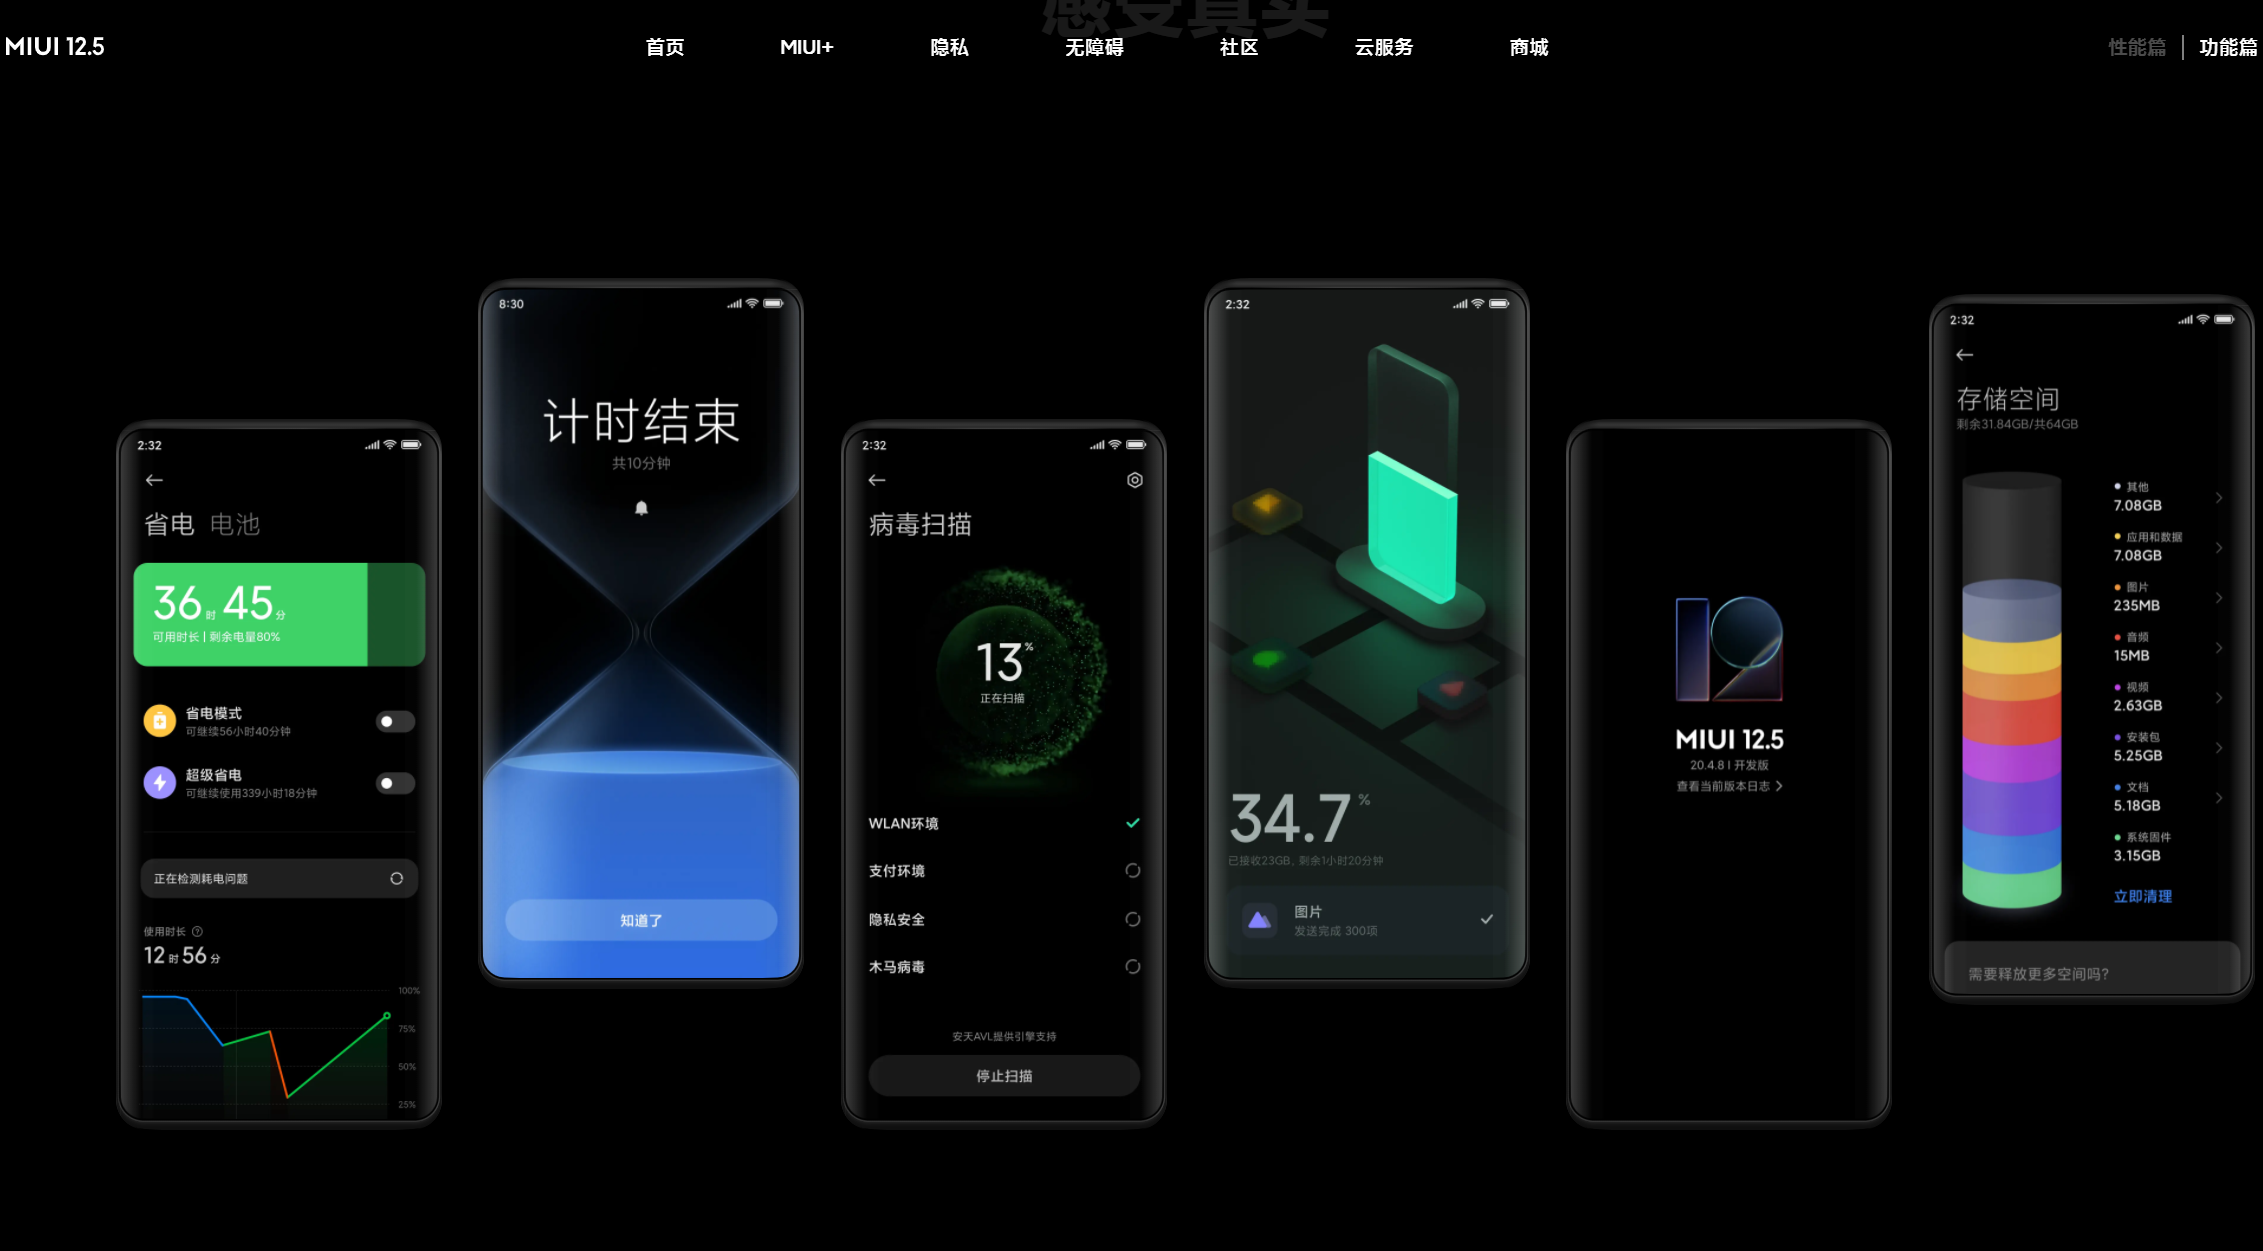 感受真实
MIUI 12.5
首页
MIUI+
隐私
无障碍
社区
云服务
商城
性能篇
功能篇
2:32
省电 电池
36时45分
可用时长 | 剩余电量80%
省电模式
可继续56小时40分钟
超级省电
可继续使用339小时18分钟
正在检测耗电问题
使用时长
12时56分
100%
75%
50%
25%
8:30
计时结束
共10分钟
知道了
2:32
病毒扫描
13%
正在扫描
WLAN环境
支付环境
隐私安全
木马病毒
安天AVL提供引擎支持
停止扫描
2:32
34.7%
已接收23GB, 剩余1小时20分钟
图片
发送完成 300项
MIUI 12.5
20.4.8 | 开发版
查看当前版本日志
2:32
存储空间
剩余31.84GB/共64GB
其他
7.08GB
应用和数据
7.08GB
图片
235MB
音频
15MB
视频
2.63GB
安装包
5.25GB
文档
5.18GB
系统固件
3.15GB
立即清理
需要释放更多空间吗?